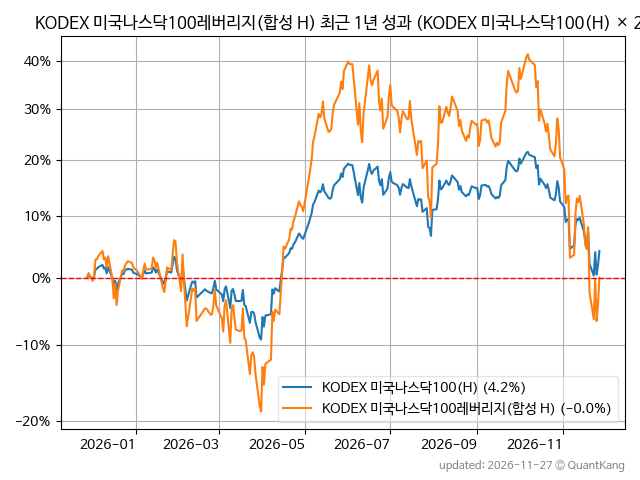 KODEX 미국나스닥100레버리지(합성 H) 최근 1년 성과 (KODEX 미국나스닥100(H) × 2
40%
30%
20%
10%
0%
−10%
−20%
KODEX 미국나스닥100(H) (4.2%)
KODEX 미국나스닥100레버리지(합성 H) (−0.0%)
2026-01 2026-03 2026-05 2026-07 2026-09 2026-11
updated: 2026-11-27 © QuantKang